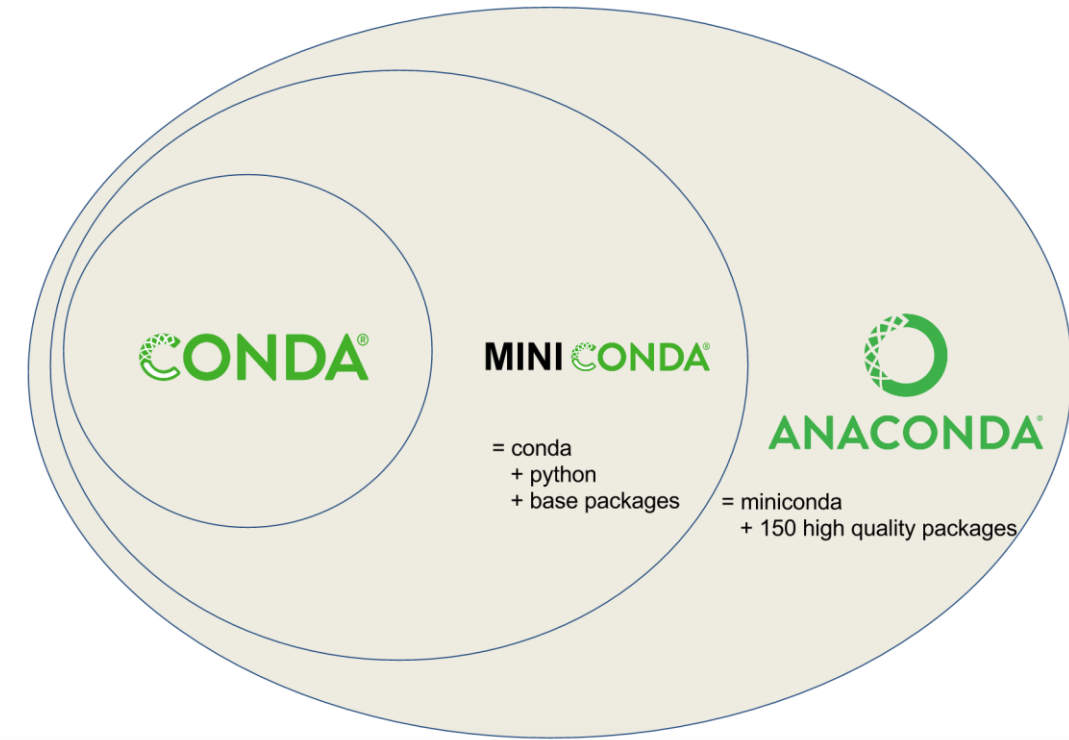 CONDA®
MINI CONDA®
= conda
+ python
+ base packages
ANACONDA®
= miniconda
+ 150 high quality packages